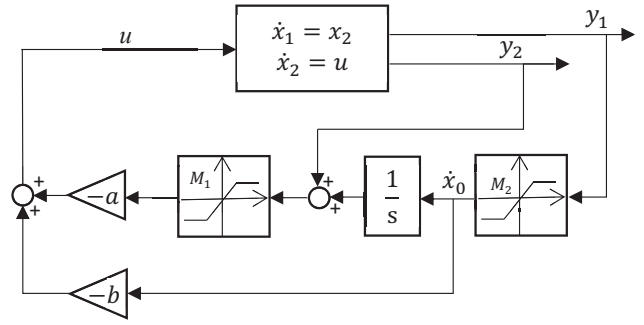 y₁
u
ẋ₁ = x₂
ẋ₂ = u
y₂
+
+
+
+
-a
M₁
1
s
ẋ₀
M₂
-b